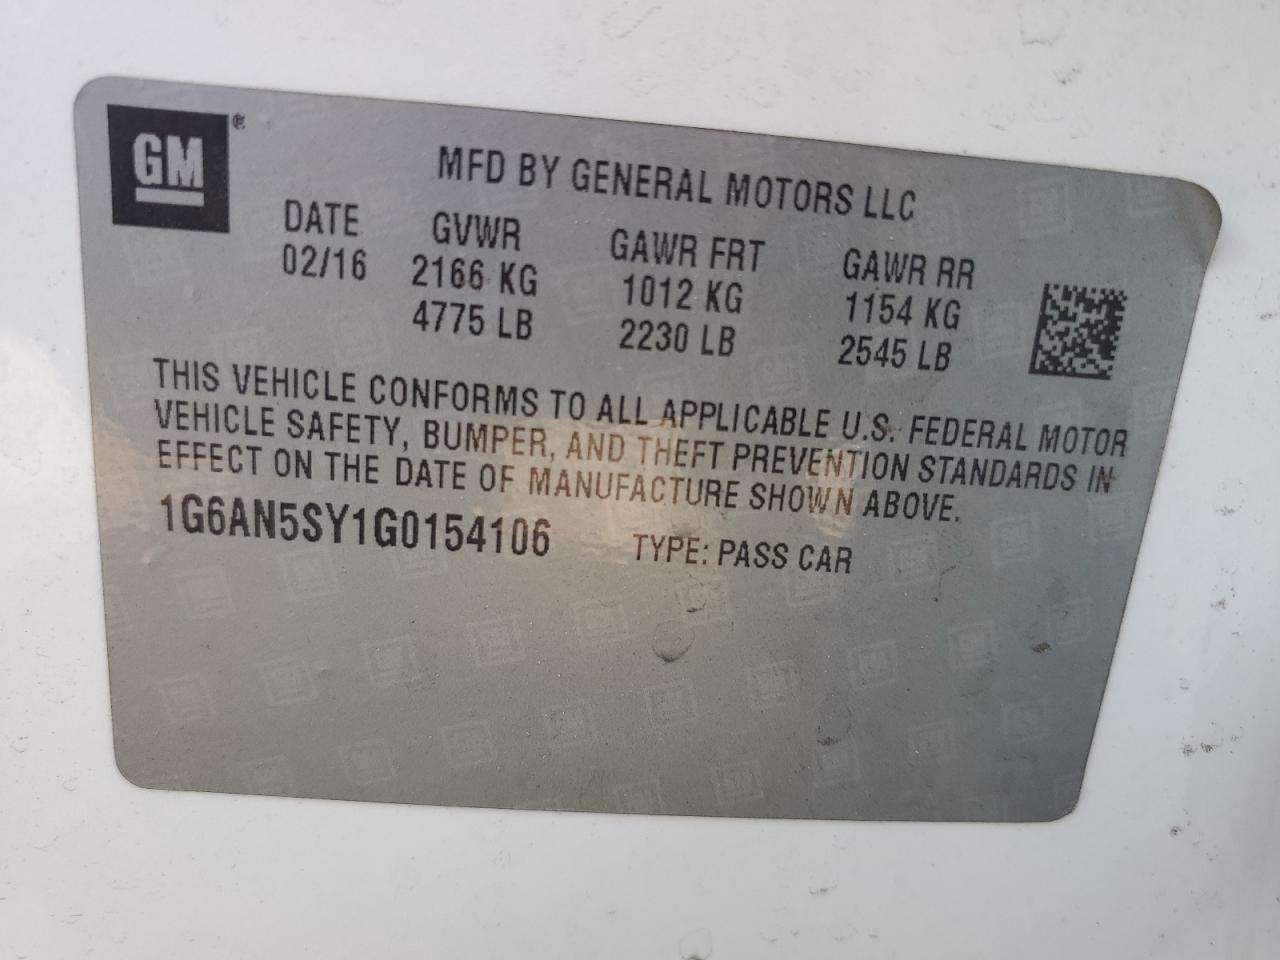 GM®
MFD BY GENERAL MOTORS LLC
DATE GVWR GAWR FRT GAWR RR
02/16 2166 KG 1012 KG 1154 KG
4775 LB 2230 LB 2545 LB
THIS VEHICLE CONFORMS TO ALL APPLICABLE U.S. FEDERAL MOTOR
VEHICLE SAFETY, BUMPER, AND THEFT PREVENTION STANDARDS IN
EFFECT ON THE DATE OF MANUFACTURE SHOWN ABOVE.
1G6AN5SY1G0154106 TYPE: PASS CAR